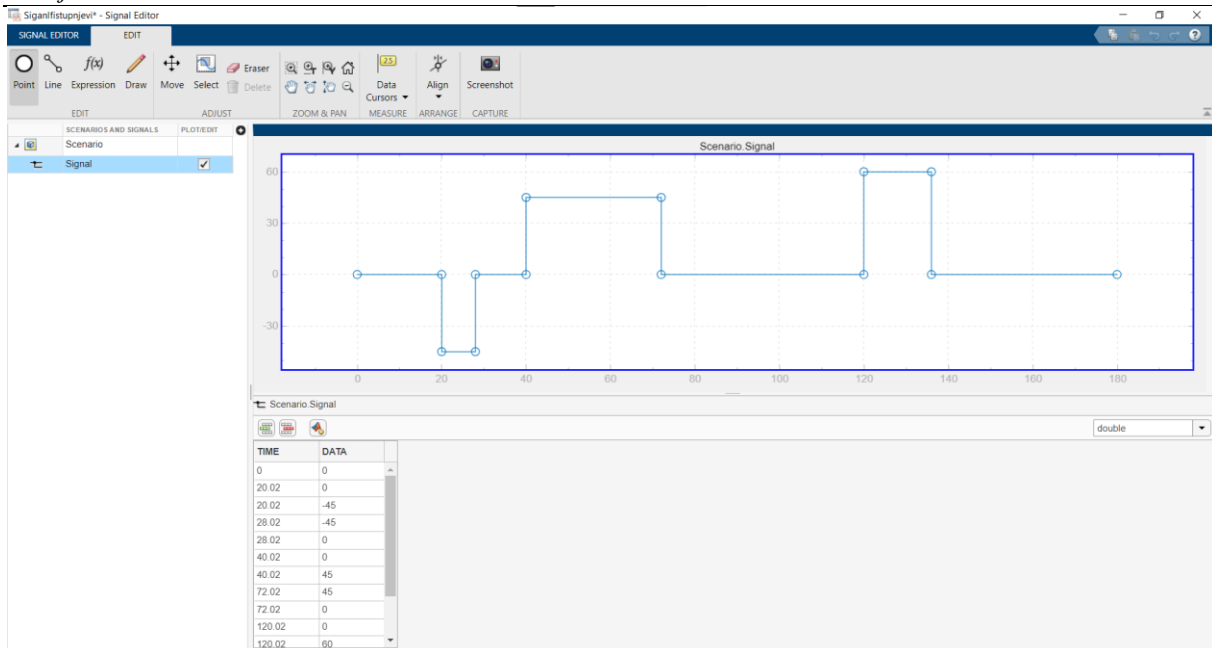 Siganlfistupnjevi* - Signal Editor
SIGNAL EDITOR EDIT
Point Line Expression Draw Move Select Eraser Delete Data Cursors Align Screenshot
f(x)
2.5
EDIT ADJUST ZOOM & PAN MEASURE ARRANGE CAPTURE
SCENARIOS AND SIGNALS PLOT/EDIT
Scenario
Signal
Scenario.Signal
60
30
0
-30
0 20 40 60 80 100 120 140 160 180
Scenario.Signal
double
TIME DATA
0 0
20.02 0
20.02 -45
28.02 -45
28.02 0
40.02 0
40.02 45
72.02 45
72.02 0
120.02 0
120.02 60